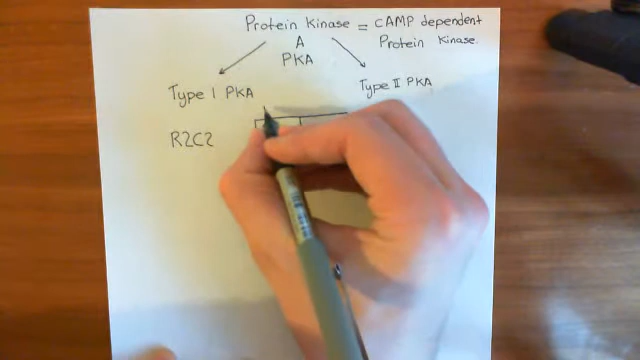 Protein Kinase = cAMP dependent
A Protein Kinase.
PKA
Type I PKA Type II PKA
R2C2